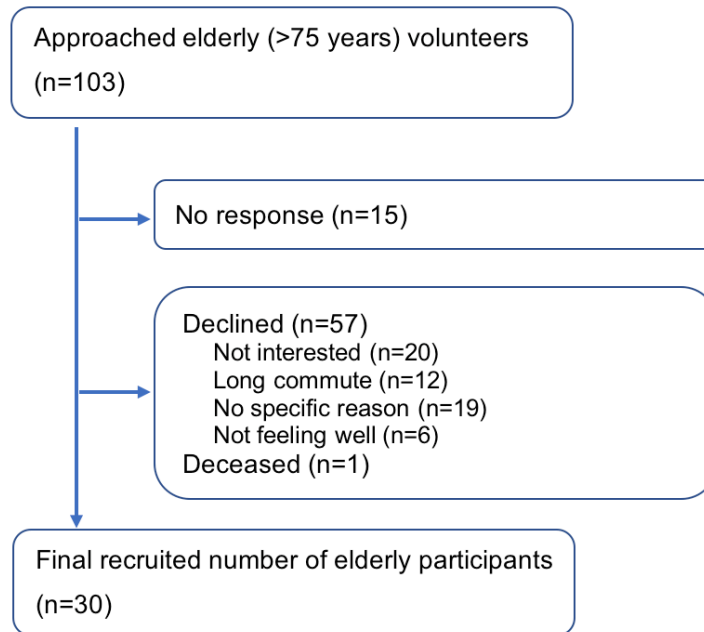 Approached elderly (>75 years) volunteers
(n=103)
No response (n=15)
Declined (n=57)
Not interested (n=20)
Long commute (n=12)
No specific reason (n=19)
Not feeling well (n=6)
Deceased (n=1)
Final recruited number of elderly participants
(n=30)